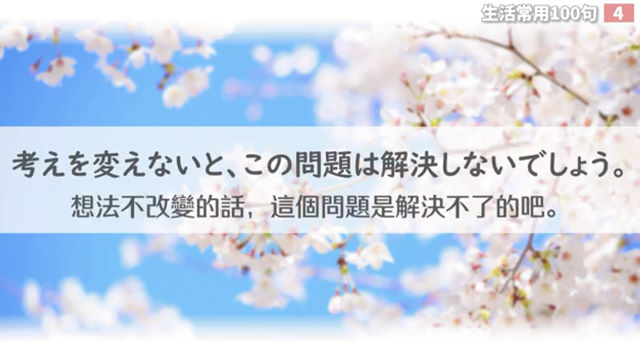 生活常用100句 4
考えを変えないと、この問題は解決しないでしょう。
想法不改變的話，這個問題是解決不了的吧。